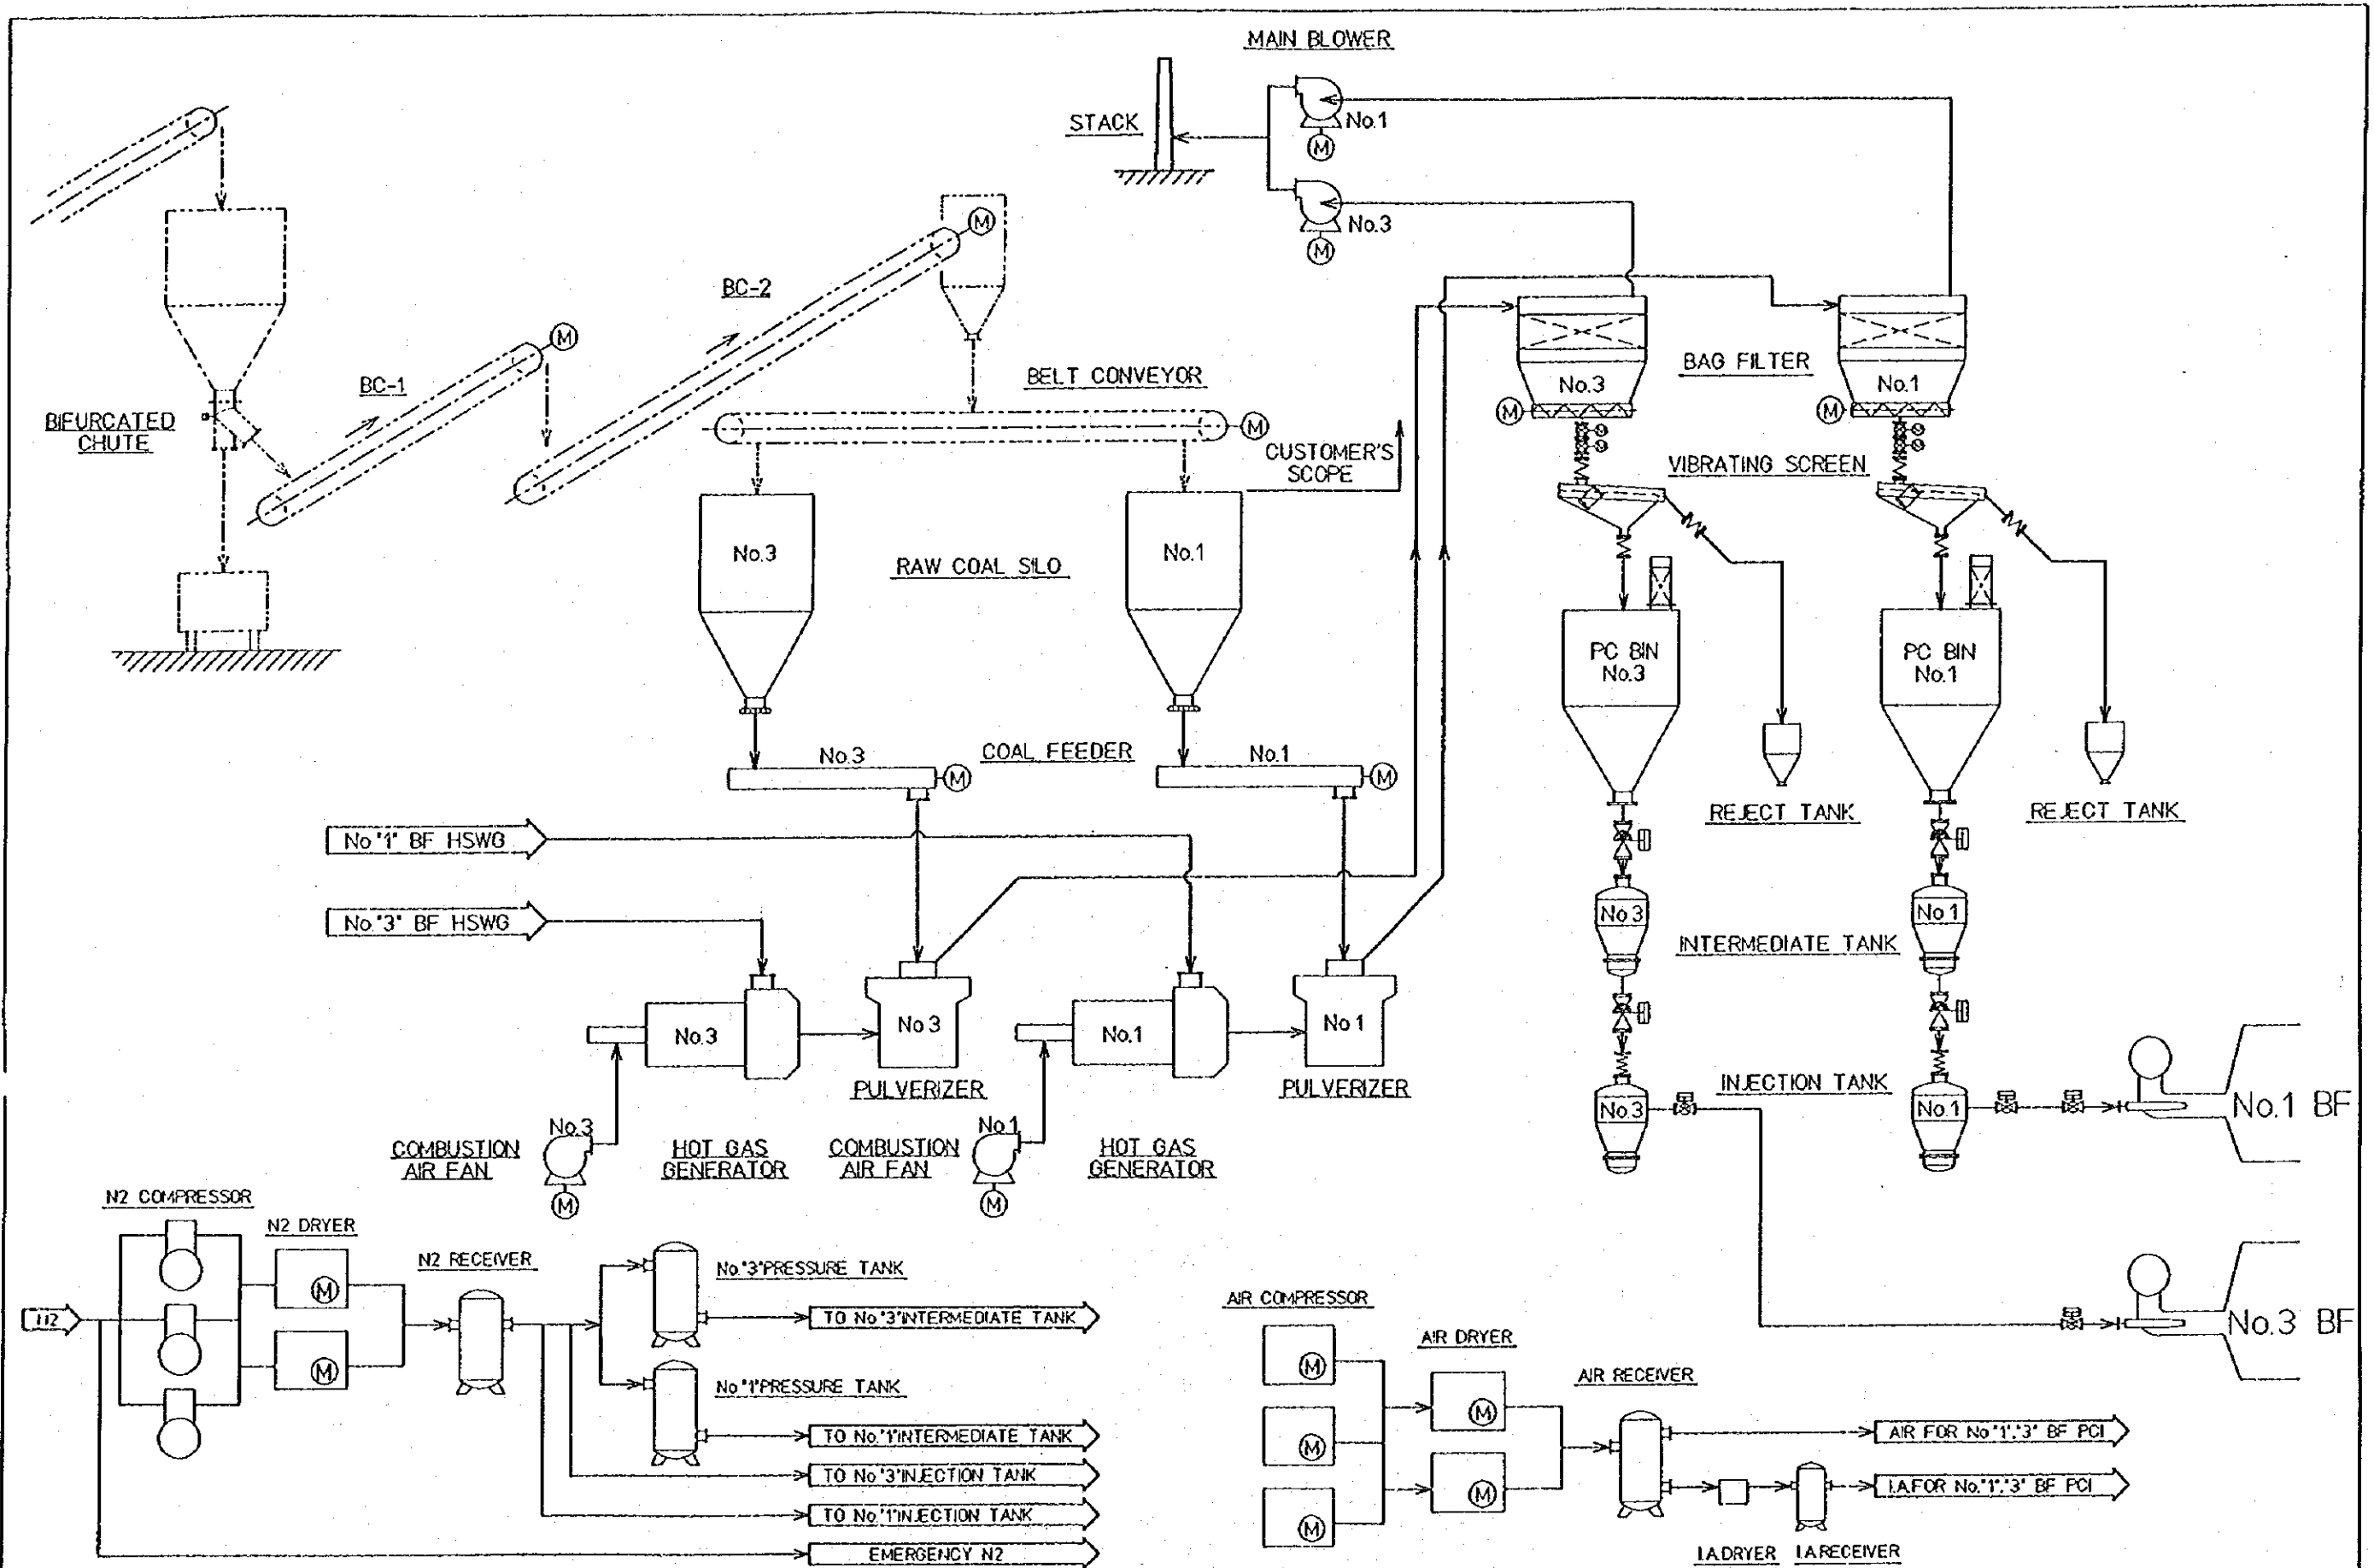 MAIN BLOWER
No.1
STACK
M
No.3
M
M
BC-2
M
BC-1
BELT CONVEYOR
M
BIFURCATED
CHUTE
CUSTOMER'S
SCOPE
No.3
BAG FILTER
No.1
M
M
VIBRATING SCREEN
No.3
RAW COAL SILO
No.1
PC BIN
No.3
PC BIN
No.1
No.3
COAL FEEDER
No.1
M
M
REJECT TANK
REJECT TANK
No."1" BF HSWG
No."3" BF HSWG
No 3
No 1
INTERMEDIATE TANK
No.3
No 3
No.1
No 1
PULVERIZER
PULVERIZER
INJECTION TANK
No.3
No.1
No.1 BF
No.3
COMBUSTION
AIR FAN
M
HOT GAS
GENERATOR
COMBUSTION
AIR FAN
No.1
M
HOT GAS
GENERATOR
N2 COMPRESSOR
N2 DRYER
M
M
N2 RECEIVER
N2
No."3"PRESSURE TANK
TO No."3"INTERMEDIATE TANK
No."1"PRESSURE TANK
TO No."1"INTERMEDIATE TANK
TO No."3"INJECTION TANK
TO No."1"INJECTION TANK
EMERGENCY N2
AIR COMPRESSOR
M
M
M
AIR DRYER
M
M
AIR RECEIVER
No.3 BF
AIR FOR No."1","3" BF PCI
I.A.FOR No."1","3" BF PCI
I.A.DRYER
I.A.RECEIVER